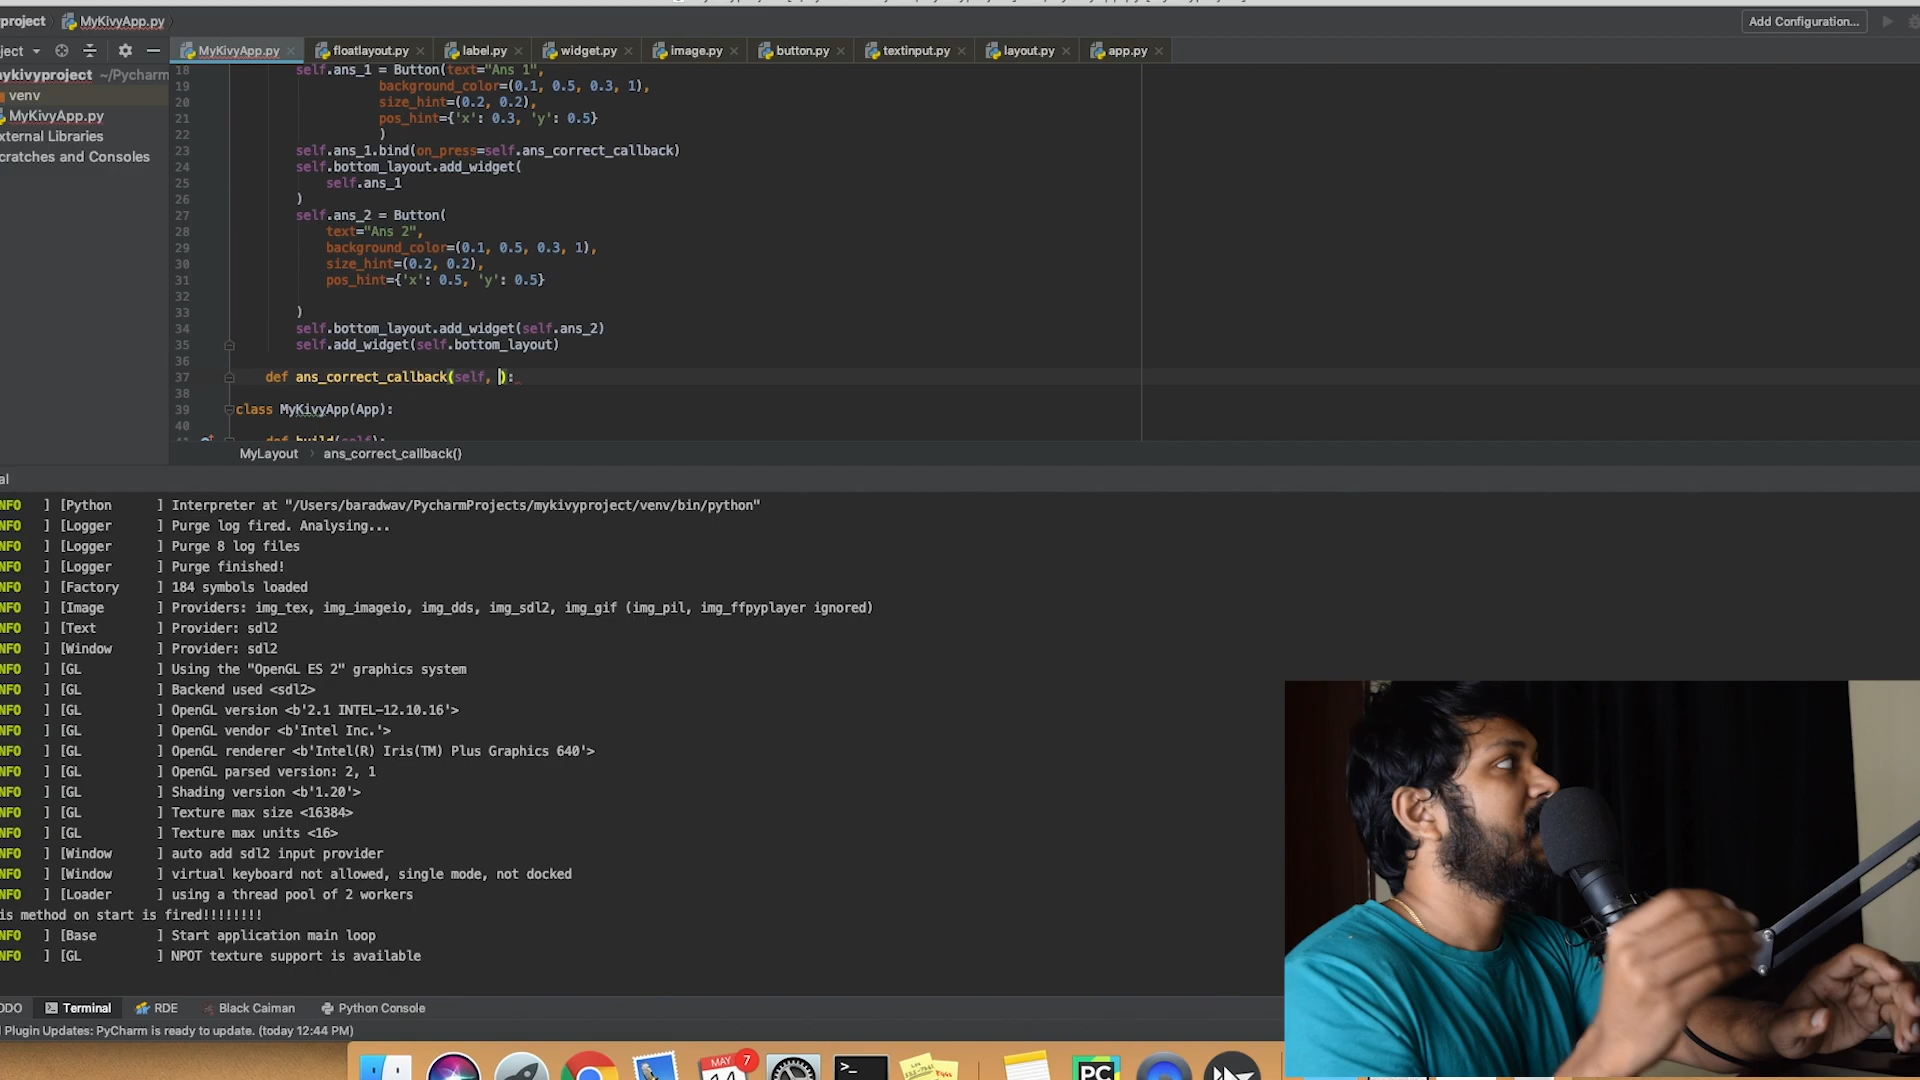 project
MyKivyApp.py
Add Configuration...
ject
MyKivyApp.py
floatlayout.py
label.py
widget.py
image.py
button.py
textinput.py
layout.py
app.py
mykivyproject ~/Pycharm
venv
MyKivyApp.py
xternal Libraries
cratches and Consoles
18 self.ans_1 = Button(text="Ans 1",
19 background_color=(0.1, 0.5, 0.3, 1),
20 size_hint=(0.2, 0.2),
21 pos_hint={'x': 0.3, 'y': 0.5}
22 )
23 self.ans_1.bind(on_press=self.ans_correct_callback)
24 self.bottom_layout.add_widget(
25 self.ans_1
26 )
27 self.ans_2 = Button(
28 text="Ans 2",
29 background_color=(0.1, 0.5, 0.3, 1),
30 size_hint=(0.2, 0.2),
31 pos_hint={'x': 0.5, 'y': 0.5}
32
33 )
34 self.bottom_layout.add_widget(self.ans_2)
35 self.add_widget(self.bottom_layout)
36
37 def ans_correct_callback(self, ):
38
39 class MyKivyApp(App):
40
41 def build(self):
MyLayout › ans_correct_callback()
al
NFO ] [Python ] Interpreter at "/Users/baradwav/PycharmProjects/mykivyproject/venv/bin/python"
NFO ] [Logger ] Purge log fired. Analysing...
NFO ] [Logger ] Purge 8 log files
NFO ] [Logger ] Purge finished!
NFO ] [Factory ] 184 symbols loaded
NFO ] [Image ] Providers: img_tex, img_imageio, img_dds, img_sdl2, img_gif (img_pil, img_ffpyplayer ignored)
NFO ] [Text ] Provider: sdl2
NFO ] [Window ] Provider: sdl2
NFO ] [GL ] Using the "OpenGL ES 2" graphics system
NFO ] [GL ] Backend used <sdl2>
NFO ] [GL ] OpenGL version <b'2.1 INTEL-12.10.16'>
NFO ] [GL ] OpenGL vendor <b'Intel Inc.'>
NFO ] [GL ] OpenGL renderer <b'Intel(R) Iris(TM) Plus Graphics 640'>
NFO ] [GL ] OpenGL parsed version: 2, 1
NFO ] [GL ] Shading version <b'1.20'>
NFO ] [GL ] Texture max size <16384>
NFO ] [GL ] Texture max units <16>
NFO ] [Window ] auto add sdl2 input provider
NFO ] [Window ] virtual keyboard not allowed, single mode, not docked
NFO ] [Loader ] using a thread pool of 2 workers
is method on start is fired!!!!!!!!
NFO ] [Base ] Start application main loop
NFO ] [GL ] NPOT texture support is available
ODO
Terminal
RDE
Black Caiman
Python Console
Plugin Updates: PyCharm is ready to update. (today 12:44 PM)
MAY
7
>_
PC